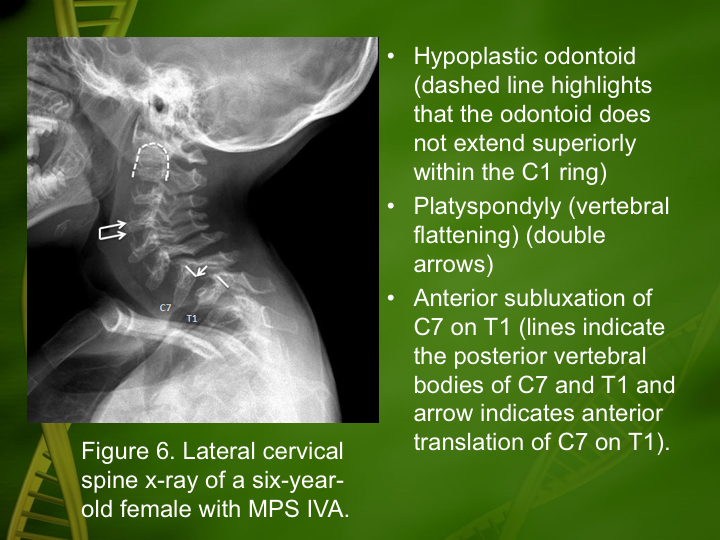 • Hypoplastic odontoid
(dashed line highlights
that the odontoid does
not extend superiorly
within the C1 ring)
• Platyspondyly (vertebral
flattening) (double
arrows)
• Anterior subluxation of
C7 on T1 (lines indicate
the posterior vertebral
bodies of C7 and T1 and
arrow indicates anterior
translation of C7 on T1).
C7
T1
Figure 6. Lateral cervical
spine x-ray of a six-year-
old female with MPS IVA.